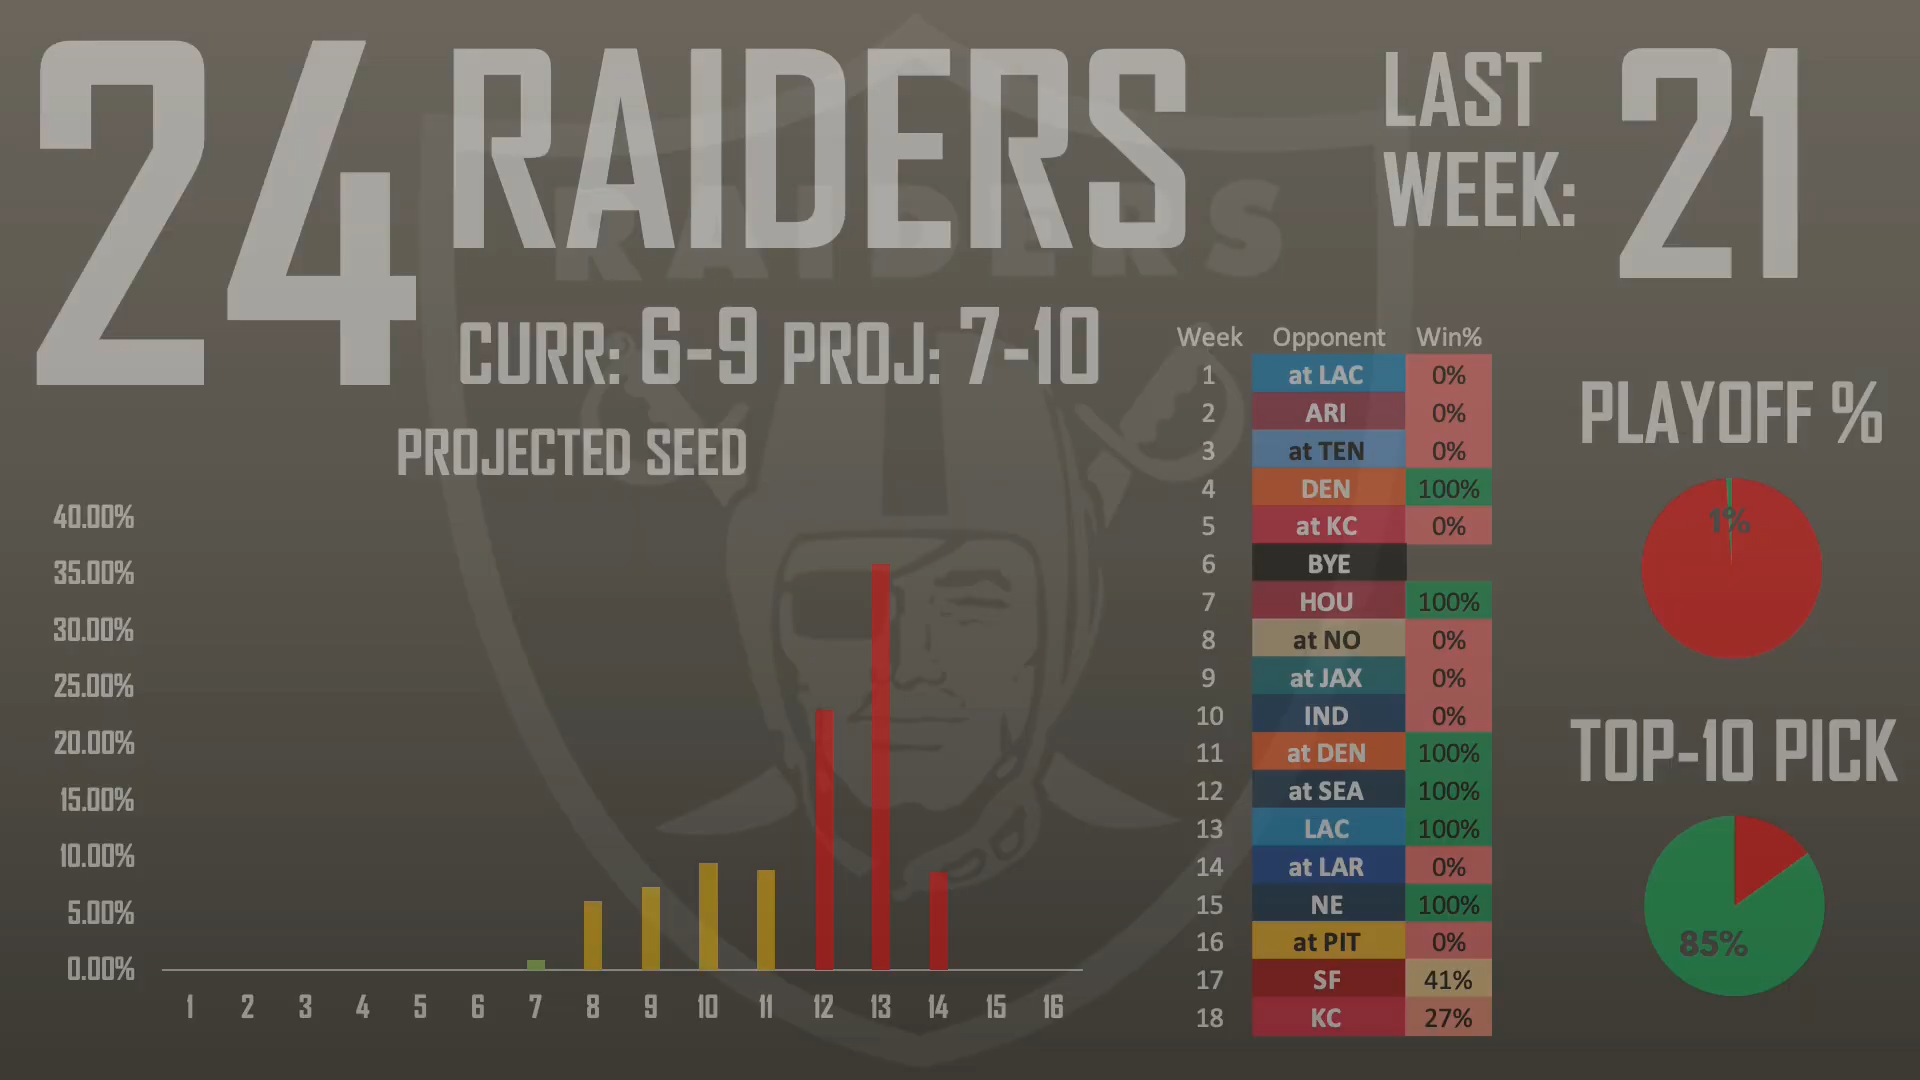 24 RAIDERS
LAST WEEK: 21
CURR: 6-9 PROJ: 7-10
PROJECTED SEED
40.00%
35.00%
30.00%
25.00%
20.00%
15.00%
10.00%
5.00%
0.00%
1 2 3 4 5 6 7 8 9 10 11 12 13 14 15 16
RAIDERS
Week Opponent Win%
1 at LAC 0%
2 ARI 0%
3 at TEN 0%
4 DEN 100%
5 at KC 0%
6 BYE
7 HOU 100%
8 at NO 0%
9 at JAX 0%
10 IND 0%
11 at DEN 100%
12 at SEA 100%
13 LAC 100%
14 at LAR 0%
15 NE 100%
16 at PIT 0%
17 SF 41%
18 KC 27%
PLAYOFF %
1%
TOP-10 PICK
85%